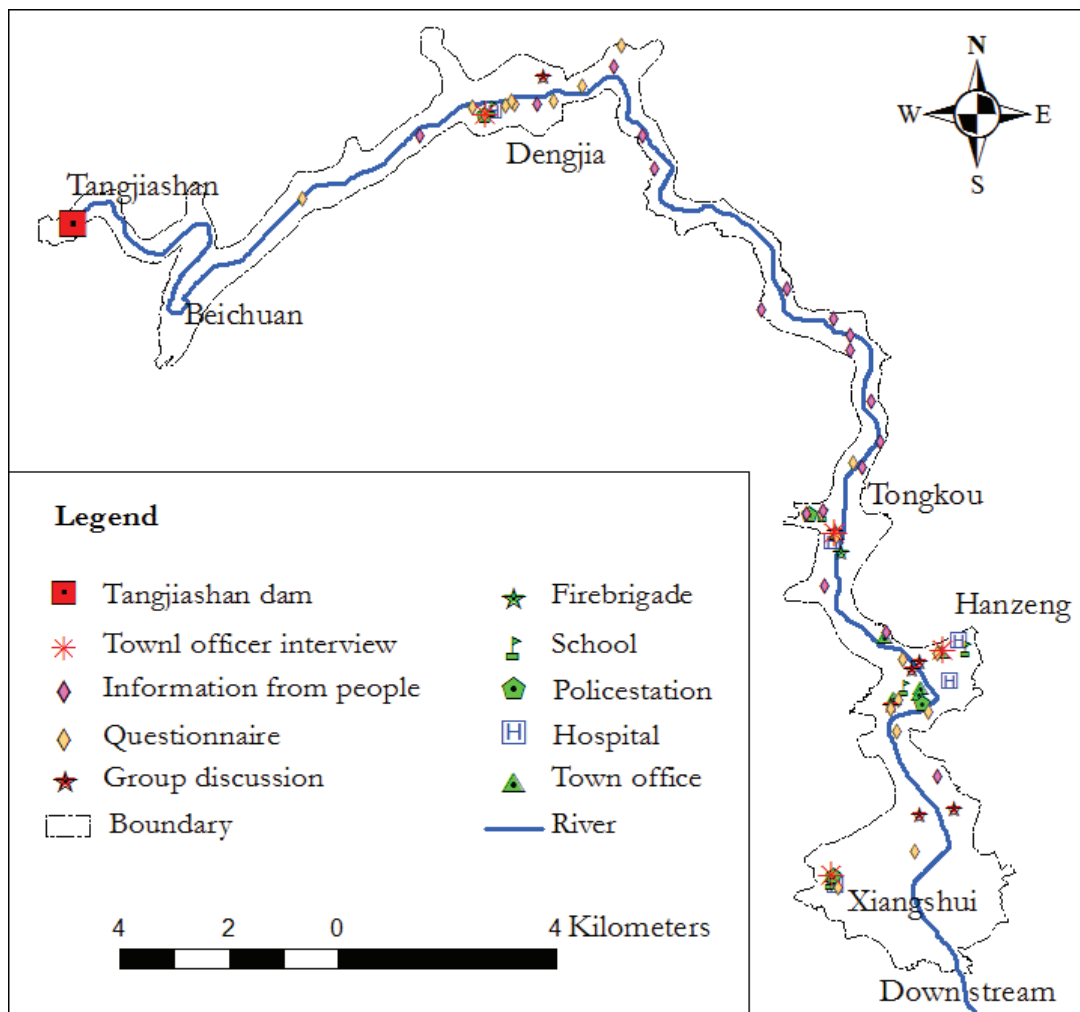 N
W E
S
Dengjia
Tangjiashan
Beichuan
Tongkou
Hanzeng
Xiangshui
Down stream
Legend
Tangjiashan dam
Townl officer interview
Information from people
Questionnaire
Group discussion
Boundary
Firebrigade
School
Policestation
H Hospital
Town office
River
4 2 0 4 Kilometers
H
H
H
H
H